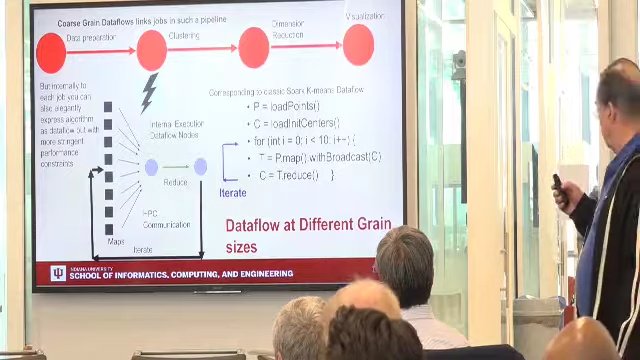 Coarse Grain Dataflows links jobs in such a pipeline
Visualization
Data preparation
Clustering
Dimension
Reduction
But internally to
each job you can
also elegantly
express algorithm
as dataflow but with
more stringent
performance
constraints
Corresponding to classic Spark K-means Dataflow
• P = loadPoints()
• C = loadInitCenters()
• for (int i = 0; i < 10; i++) {
• T = P.map().withBroadcast(C)
• C = T.reduce() }
Iterate
Internal Execution
Dataflow Nodes
Reduce
HPC
Communication
Maps
Iterate
Dataflow at Different Grain
sizes
INDIANA UNIVERSITY
SCHOOL OF INFORMATICS, COMPUTING, AND ENGINEERING